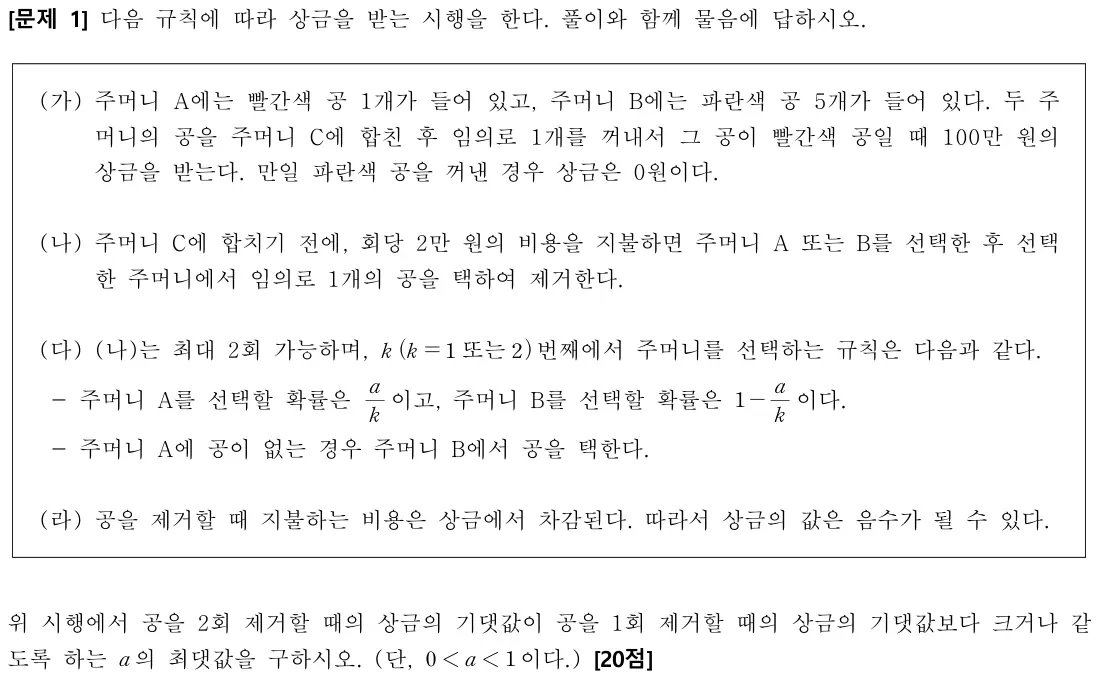 [문제 1] 다음 규칙에 따라 상금을 받는 시행을 한다. 풀이와 함께 물음에 답하시오.
(가) 주머니 A에는 빨간색 공 1개가 들어 있고, 주머니 B에는 파란색 공 5개가 들어 있다. 두 주
머니의 공을 주머니 C에 합친 후 임의로 1개를 꺼내서 그 공이 빨간색 공일 때 100만 원의
상금을 받는다. 만일 파란색 공을 꺼낸 경우 상금은 0원이다.
(나) 주머니 C에 합치기 전에, 회당 2만 원의 비용을 지불하면 주머니 A 또는 B를 선택한 후 선택
한 주머니에서 임의로 1개의 공을 택하여 제거한다.
(다) (나)는 최대 2회 가능하며, k(k=1또는2)번째에서 주머니를 선택하는 규칙은 다음과 같다.
- 주머니 A를 선택할 확률은 a/k이고, 주머니 B를 선택할 확률은 1-a/k이다.
- 주머니 A에 공이 없는 경우 주머니 B에서 공을 택한다.
(라) 공을 제거할 때 지불하는 비용은 상금에서 차감된다. 따라서 상금의 값은 음수가 될 수 있다.
위 시행에서 공을 2회 제거할 때의 상금의 기댓값이 공을 1회 제거할 때의 상금의 기댓값보다 크거나 같
도록 하는 a의 최댓값을 구하시오. (단, 0<a<1이다.) [20점]